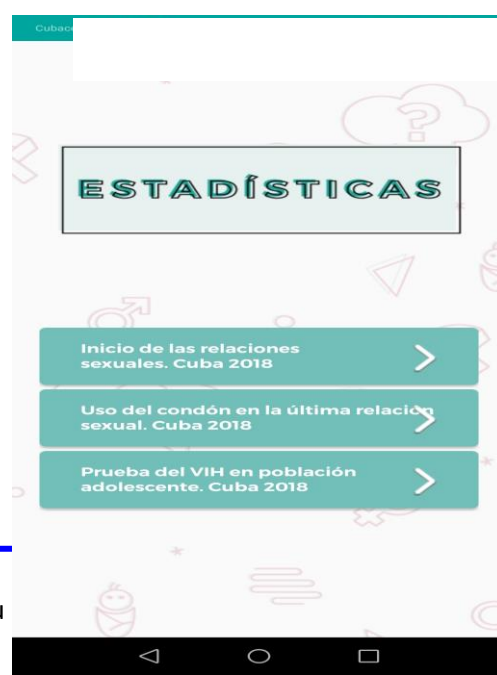 ESTADÍSTICAS
Inicio de las relaciones
sexuales. Cuba 2018
Uso del condón en la última relación
sexual. Cuba 2018
Prueba del VIH en población
adolescente. Cuba 2018